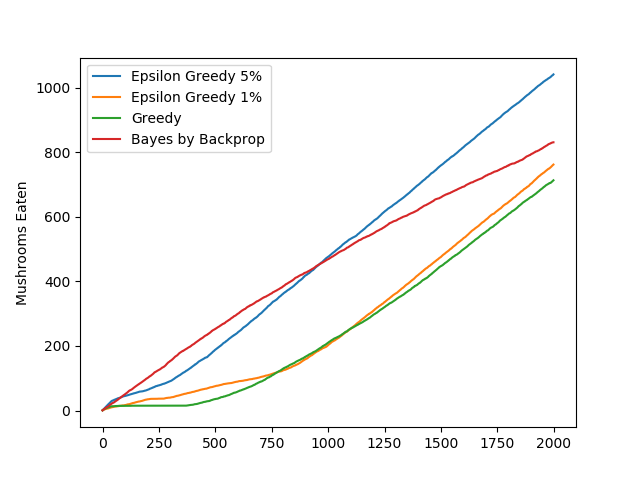 Epsilon Greedy 5%
Epsilon Greedy 1%
Greedy
Bayes by Backprop
Mushrooms Eaten
1000
800
600
400
200
0
0 250 500 750 1000 1250 1500 1750 2000